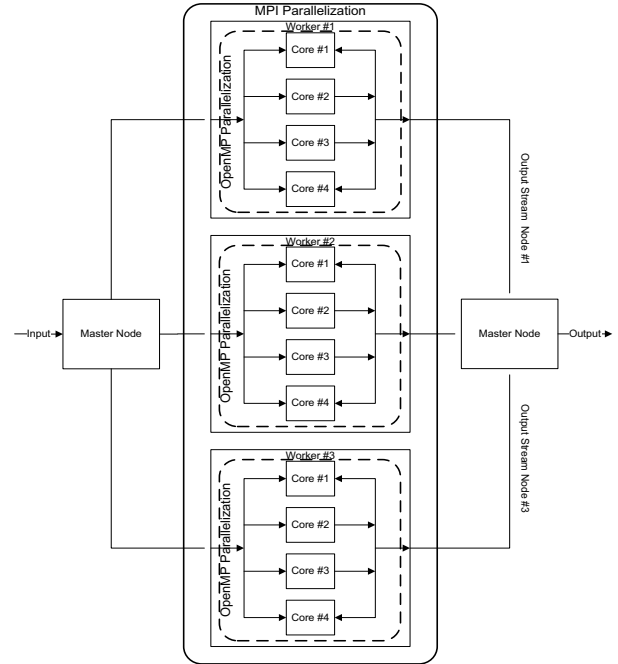 MPI Parallelization
Worker #1
OpenMP Parallelization
Core #1
Core #2
Core #3
Core #4
Output Stream Node #1
Worker #2
OpenMP Parallelization
Core #1
Core #2
Core #3
Core #4
Input
Master Node
Master Node
Output
Worker #3
OpenMP Parallelization
Core #1
Core #2
Core #3
Core #4
Output Stream Node #3